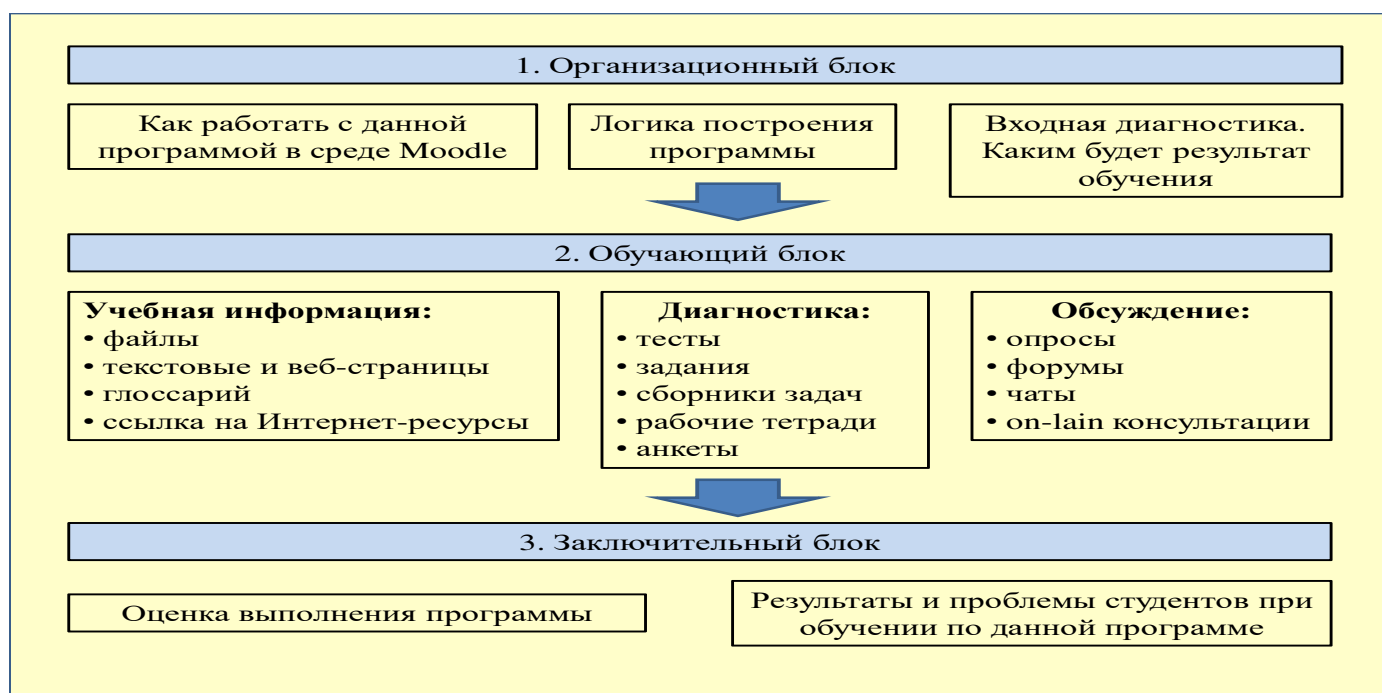 1. Организационный блок
Как работать с данной
программой в среде Moodle
Логика построения
программы
Входная диагностика.
Каким будет результат
обучения
2. Обучающий блок
Учебная информация:
• файлы
• текстовые и веб-страницы
• глоссарий
• ссылка на Интернет-ресурсы
Диагностика:
• тесты
• задания
• сборники задач
• рабочие тетради
• анкеты
Обсуждение:
• опросы
• форумы
• чаты
• on-lain консультации
3. Заключительный блок
Оценка выполнения программы
Результаты и проблемы студентов при
обучении по данной программе